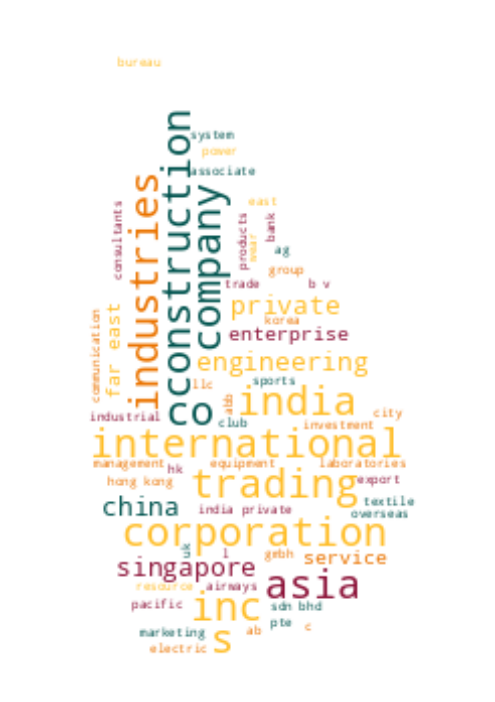 bureau
system
power
associate
construction
industries
company
consultants
east
products
wear
bank
ag
group
trade
b v
private
korea
enterprise
communication
far east
engineering
llc
sports
abb
india
co
club
city
investment
industrial
international
management
hk
equipment
laboratories
hong kong
trading
export
china
india private
textile
overseas
corporation
uk
l
gmbh
service
singapore
asia
resource
airways
pacific
inc
sdn bhd
pte
c
marketing
s
ab
electric